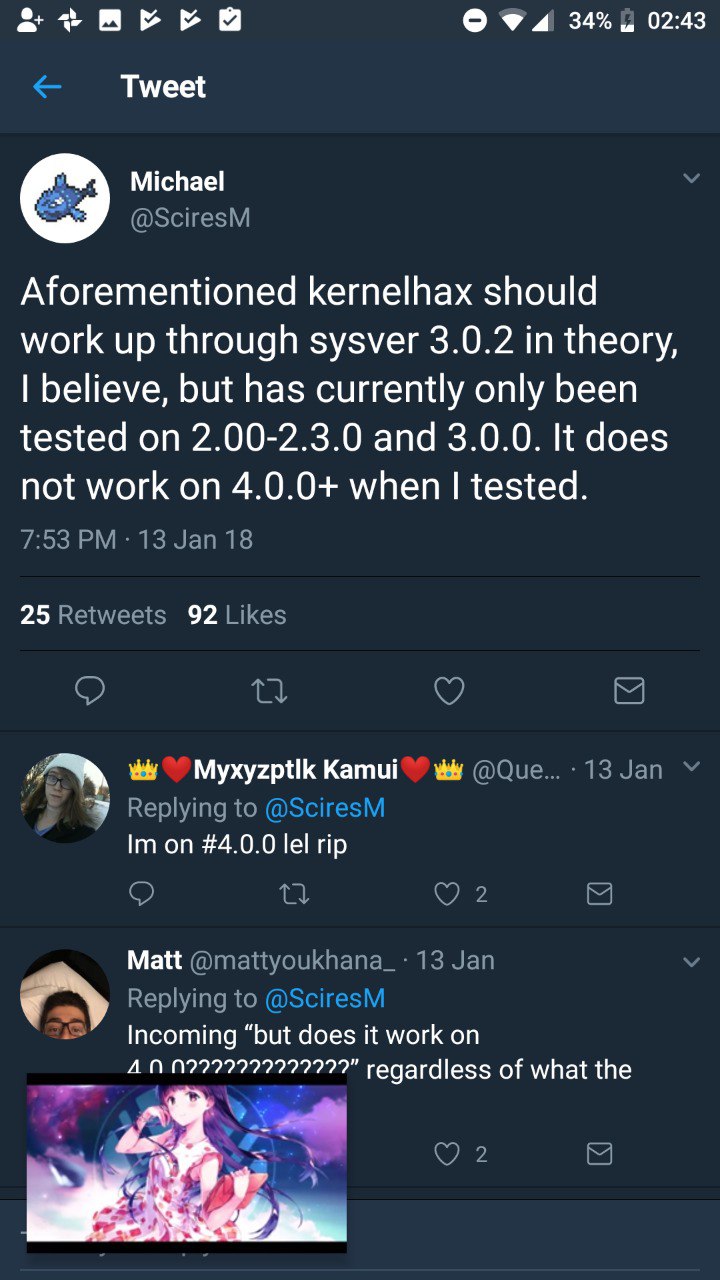 34% 02:43
Tweet
Michael
@SciresM
Aforementioned kernelhax should
work up through sysver 3.0.2 in theory,
I believe, but has currently only been
tested on 2.00-2.3.0 and 3.0.0. It does
not work on 4.0.0+ when I tested.
7:53 PM · 13 Jan 18
25 Retweets 92 Likes
👑❤️Myxyzptlk Kamui❤️👑 @Que... · 13 Jan
Replying to @SciresM
Im on #4.0.0 lel rip
2
Matt @mattyoukhana_ · 13 Jan
Replying to @SciresM
Incoming “but does it work on
4.0.0?????????????” regardless of what the
2